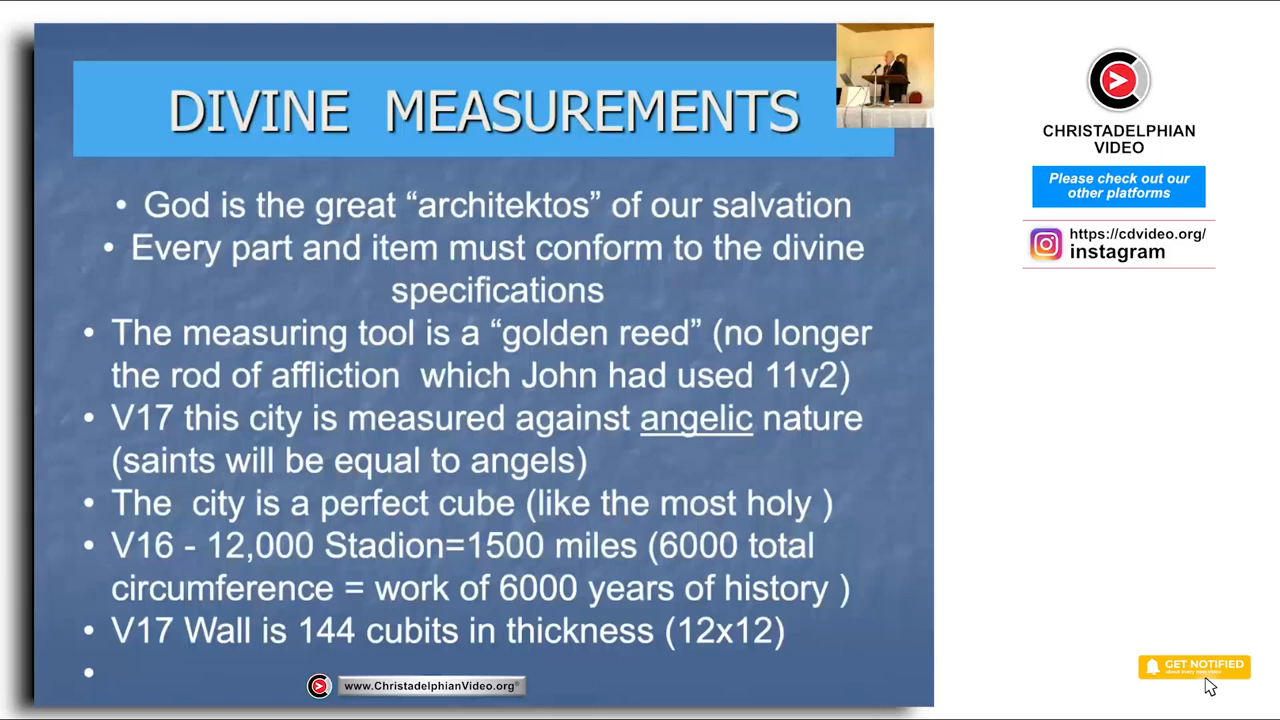 DIVINE MEASUREMENTS
• God is the great “architektos” of our salvation
• Every part and item must conform to the divine
specifications
• The measuring tool is a “golden reed” (no longer
the rod of affliction which John had used 11v2)
• V17 this city is measured against angelic nature
(saints will be equal to angels)
• The city is a perfect cube (like the most holy )
• V16 - 12,000 Stadion=1500 miles (6000 total
circumference = work of 6000 years of history )
• V17 Wall is 144 cubits in thickness (12x12)
•
www.ChristadelphianVideo.org®
CHRISTADELPHIAN
VIDEO
Please check out our
other platforms
https://cdvideo.org/
instagram
GET NOTIFIED
about every new video